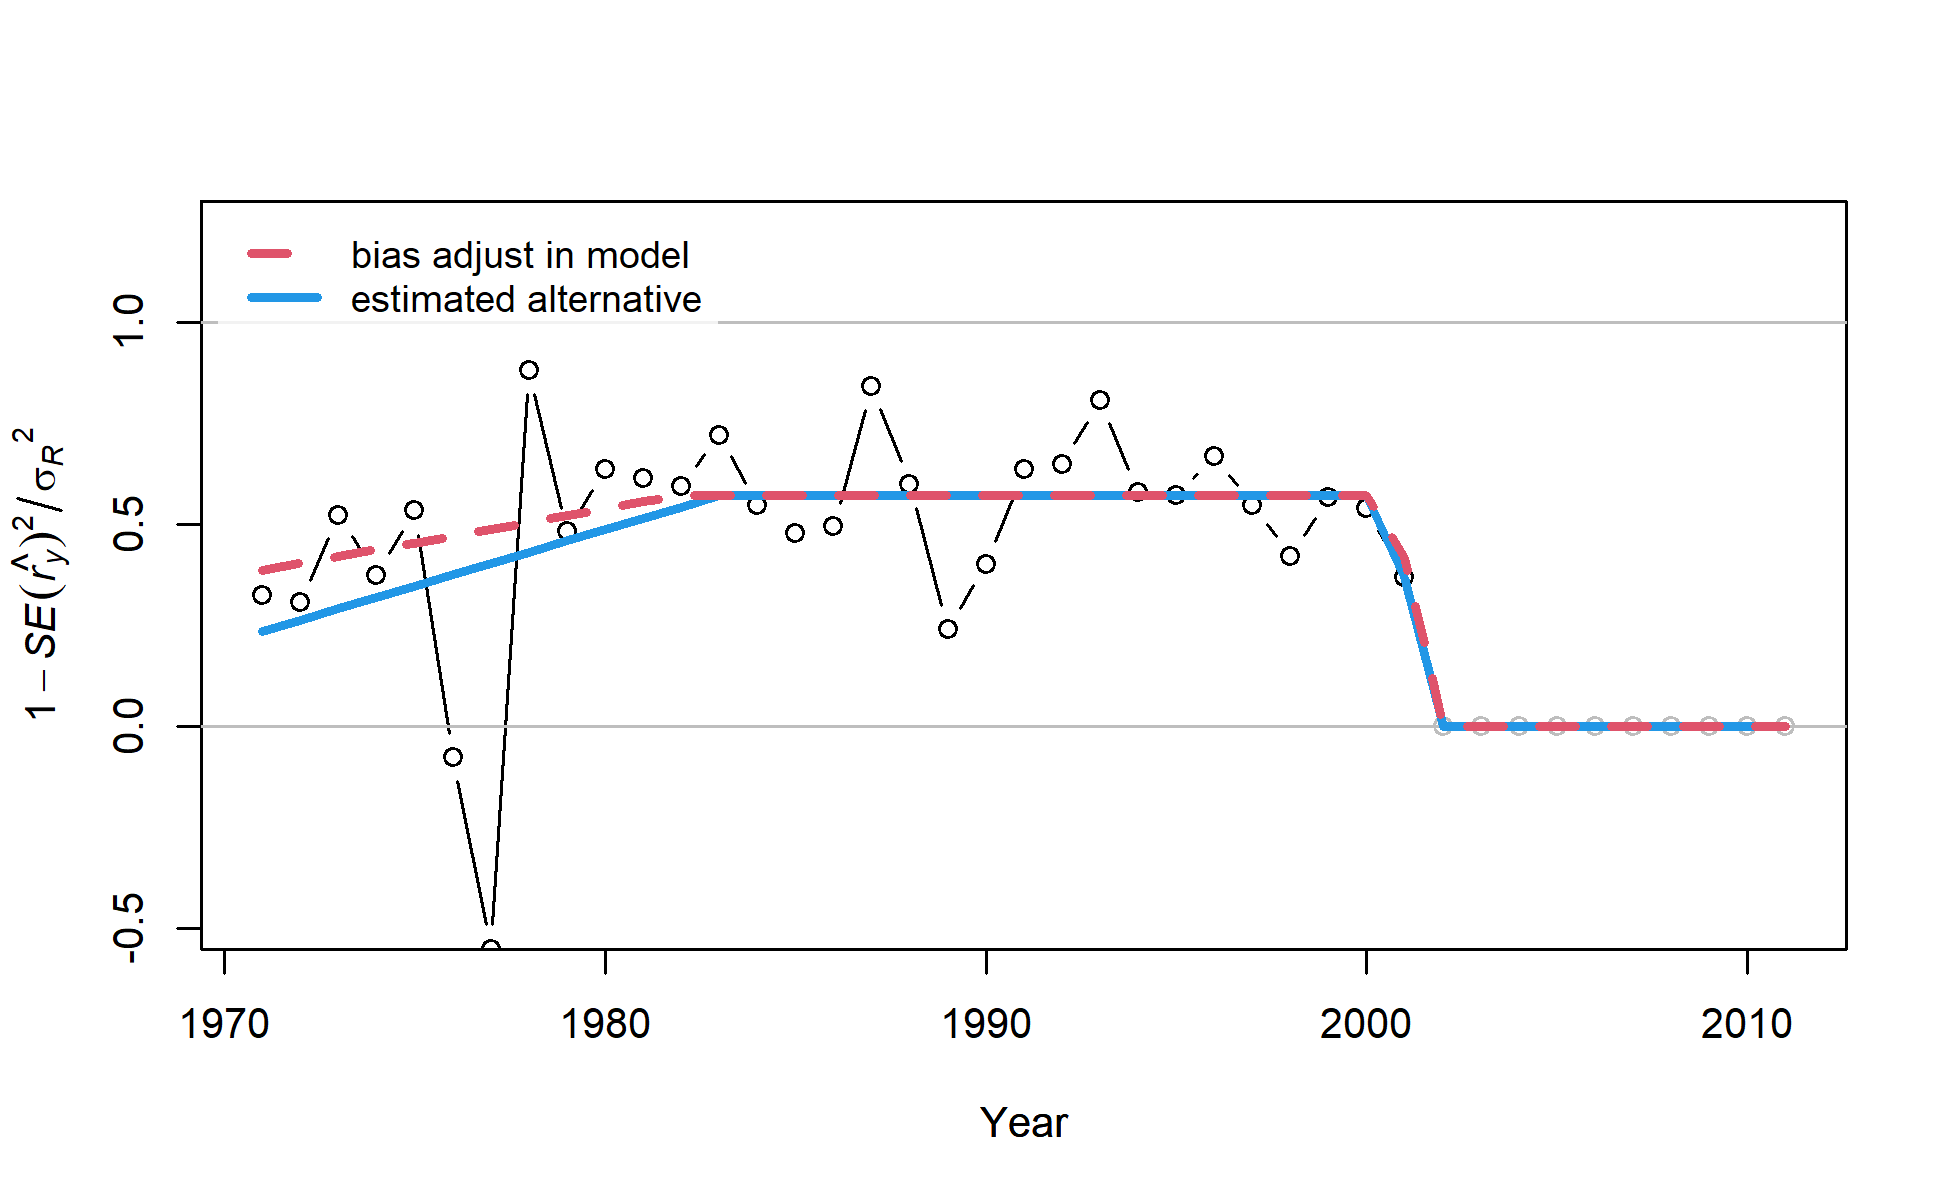 bias adjust in model
estimated alternative
1 − SE(r̂y)² / σR²
1.0
0.5
0.0
-0.5
1970 1980 1990 2000 2010
Year